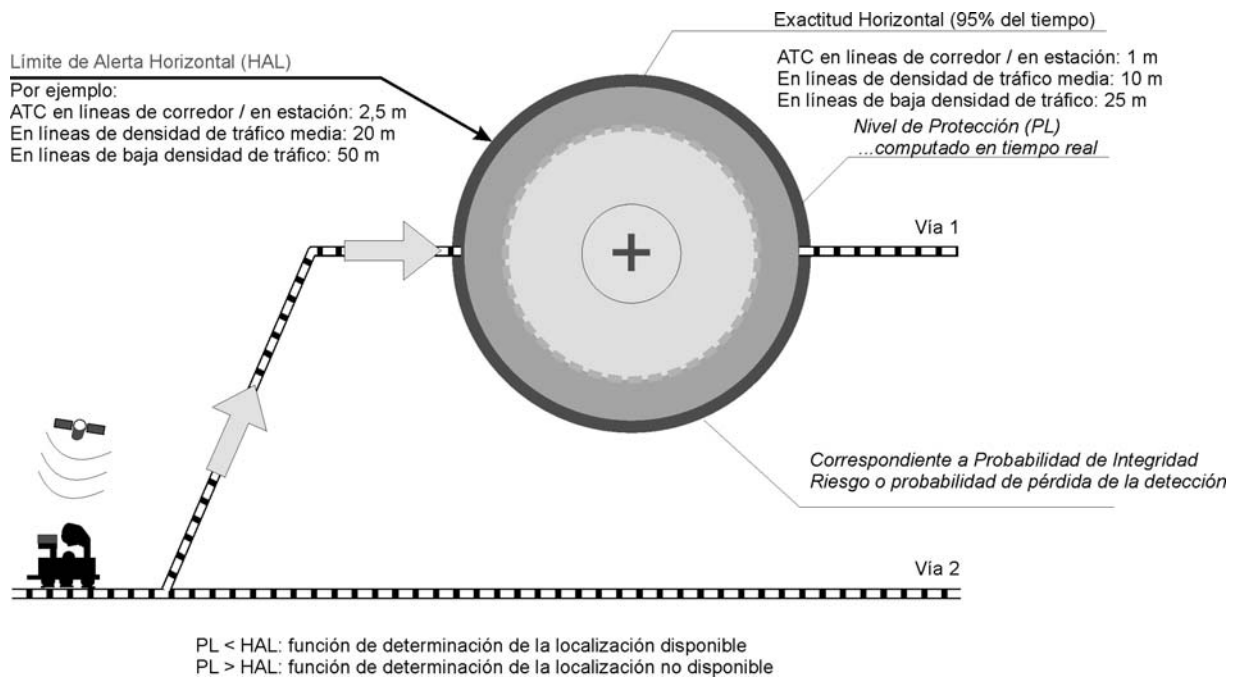 Exactitud Horizontal (95% del tiempo)
Límite de Alerta Horizontal (HAL)
Por ejemplo:
ATC en líneas de corredor / en estación: 2,5 m
En líneas de densidad de tráfico media: 20 m
En líneas de baja densidad de tráfico: 50 m
ATC en líneas de corredor / en estación: 1 m
En líneas de densidad de tráfico media: 10 m
En líneas de baja densidad de tráfico: 25 m
Nivel de Protección (PL)
...computado en tiempo real
Vía 1
Correspondiente a Probabilidad de Integridad
Riesgo o probabilidad de pérdida de la detección
Vía 2
PL < HAL: función de determinación de la localización disponible
PL > HAL: función de determinación de la localización no disponible